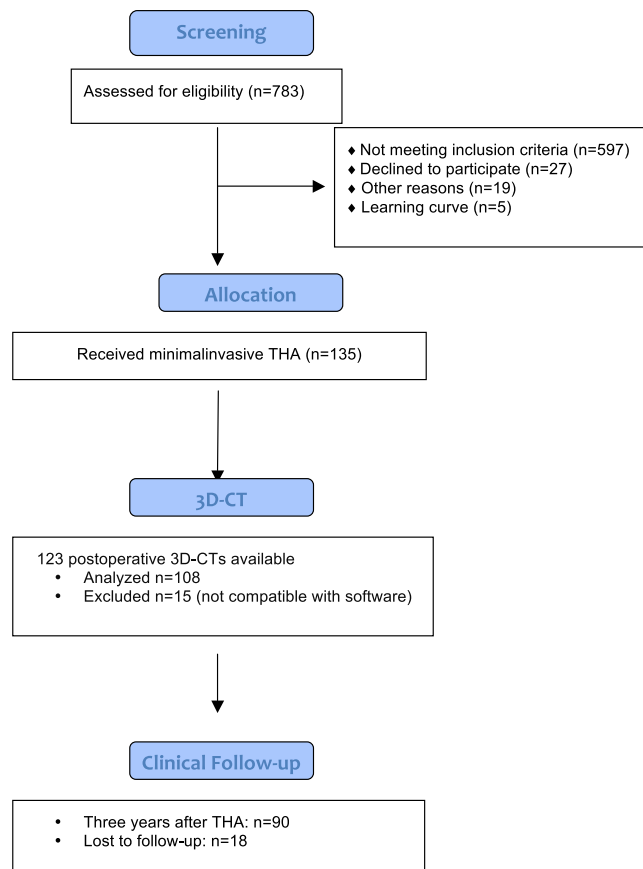 Screening
Assessed for eligibility (n=783)
♦ Not meeting inclusion criteria (n=597)
♦ Declined to participate (n=27)
♦ Other reasons (n=19)
♦ Learning curve (n=5)
Allocation
Received minimalinvasive THA (n=135)
3D-CT
123 postoperative 3D-CTs available
• Analyzed n=108
• Excluded n=15 (not compatible with software)
Clinical Follow-up
• Three years after THA: n=90
• Lost to follow-up: n=18